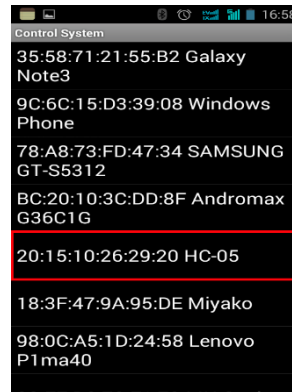 16:58
Control System
35:58:71:21:55:B2 Galaxy
Note3
9C:6C:15:D3:39:08 Windows
Phone
78:A8:73:FD:47:34 SAMSUNG
GT-S5312
BC:20:10:3C:DD:8F Andromax
G36C1G
20:15:10:26:29:20 HC-05
18:3F:47:9A:95:DE Miyako
98:0C:A5:1D:24:58 Lenovo
P1ma40